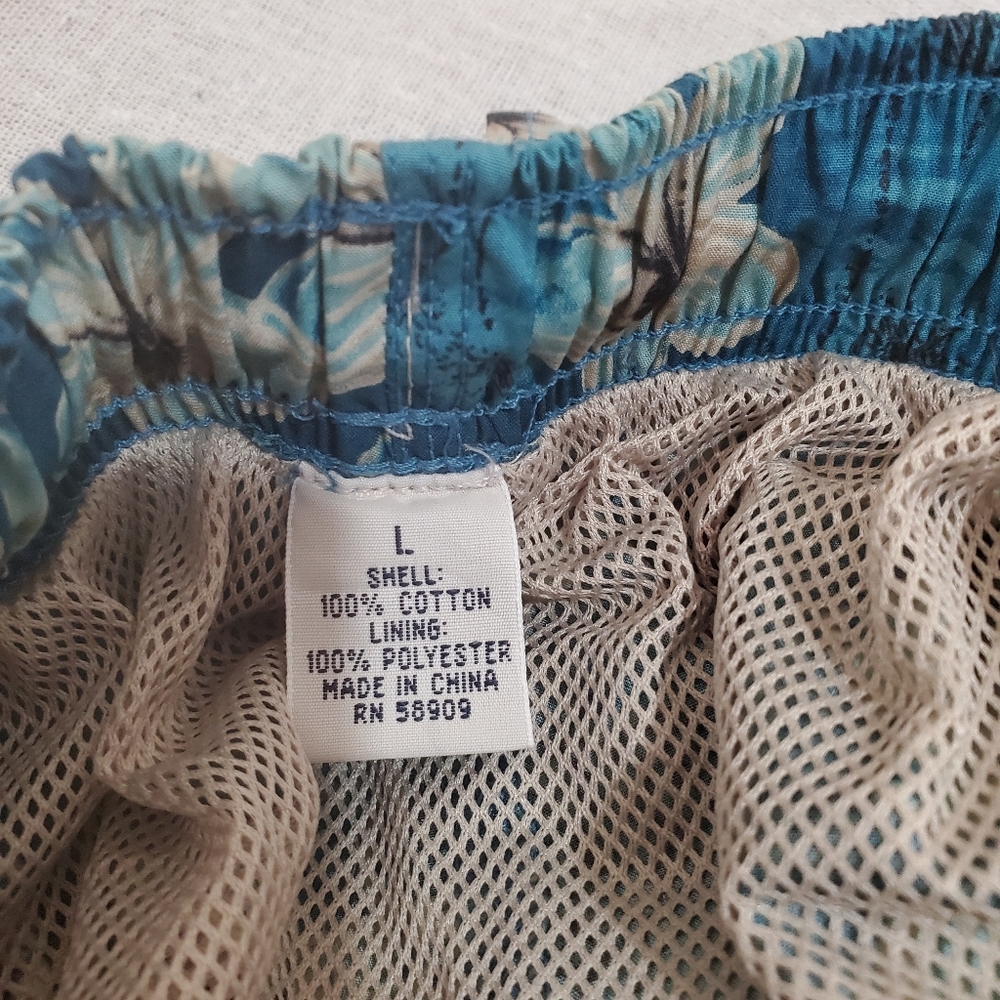 L
SHELL:
100% COTTON
LINING:
100% POLYESTER
MADE IN CHINA
RN 58909